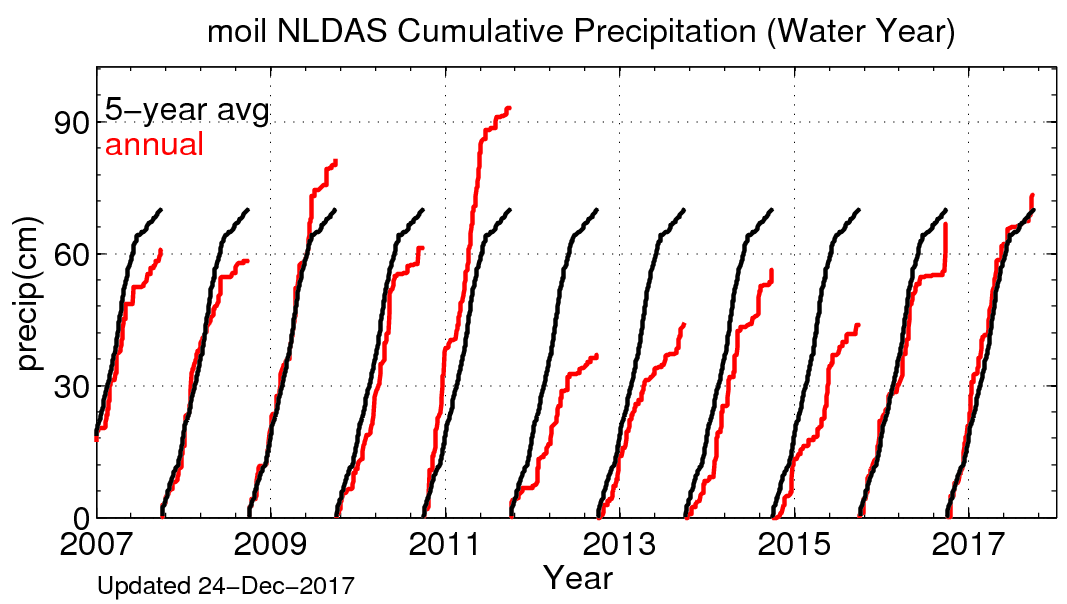 moil NLDAS Cumulative Precipitation (Water Year)
5−year avg
annual
90
60
30
0
precip(cm)
2007 2009 2011 2013 2015 2017
Year
Updated 24−Dec−2017